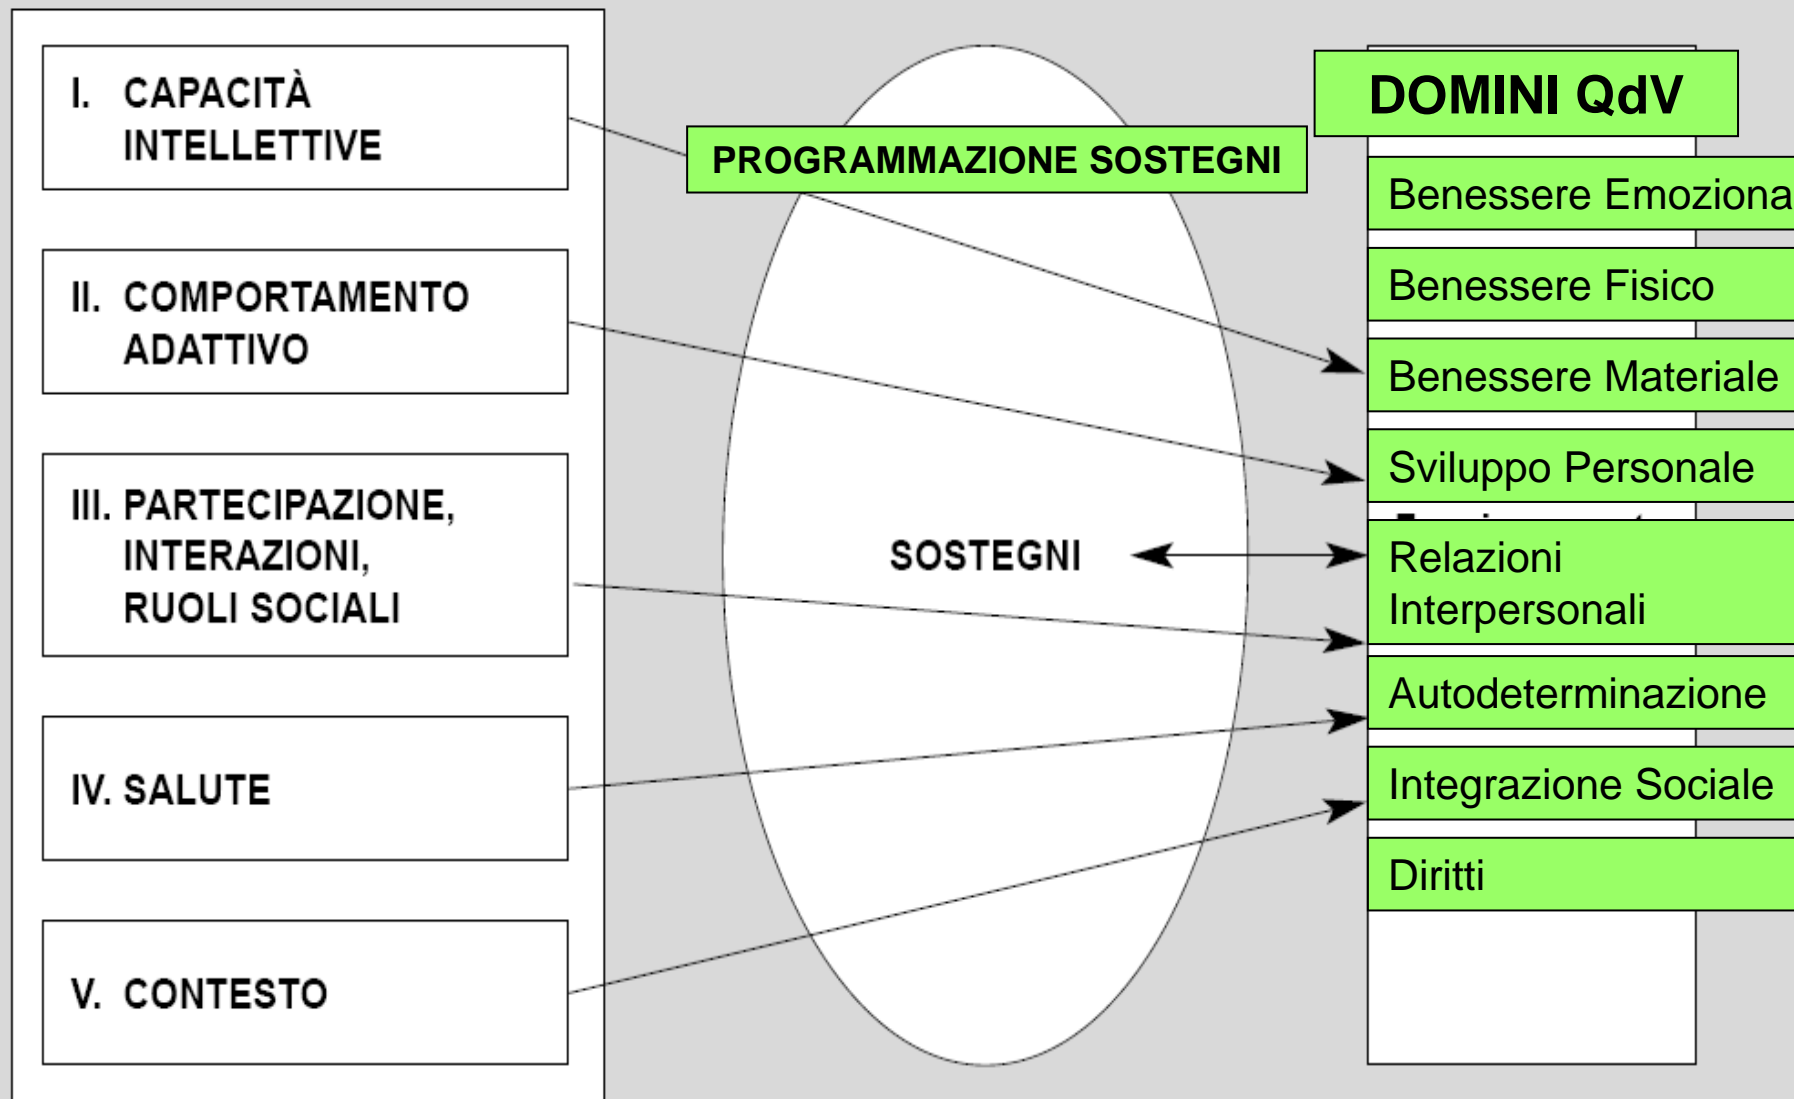 I. CAPACITÀ
INTELLETTIVE
II. COMPORTAMENTO
ADATTIVO
III. PARTECIPAZIONE,
INTERAZIONI,
RUOLI SOCIALI
IV. SALUTE
V. CONTESTO
PROGRAMMAZIONE SOSTEGNI
SOSTEGNI
DOMINI QdV
Benessere Emoziona
Benessere Fisico
Benessere Materiale
Sviluppo Personale
Relazioni
Interpersonali
Autodeterminazione
Integrazione Sociale
Diritti